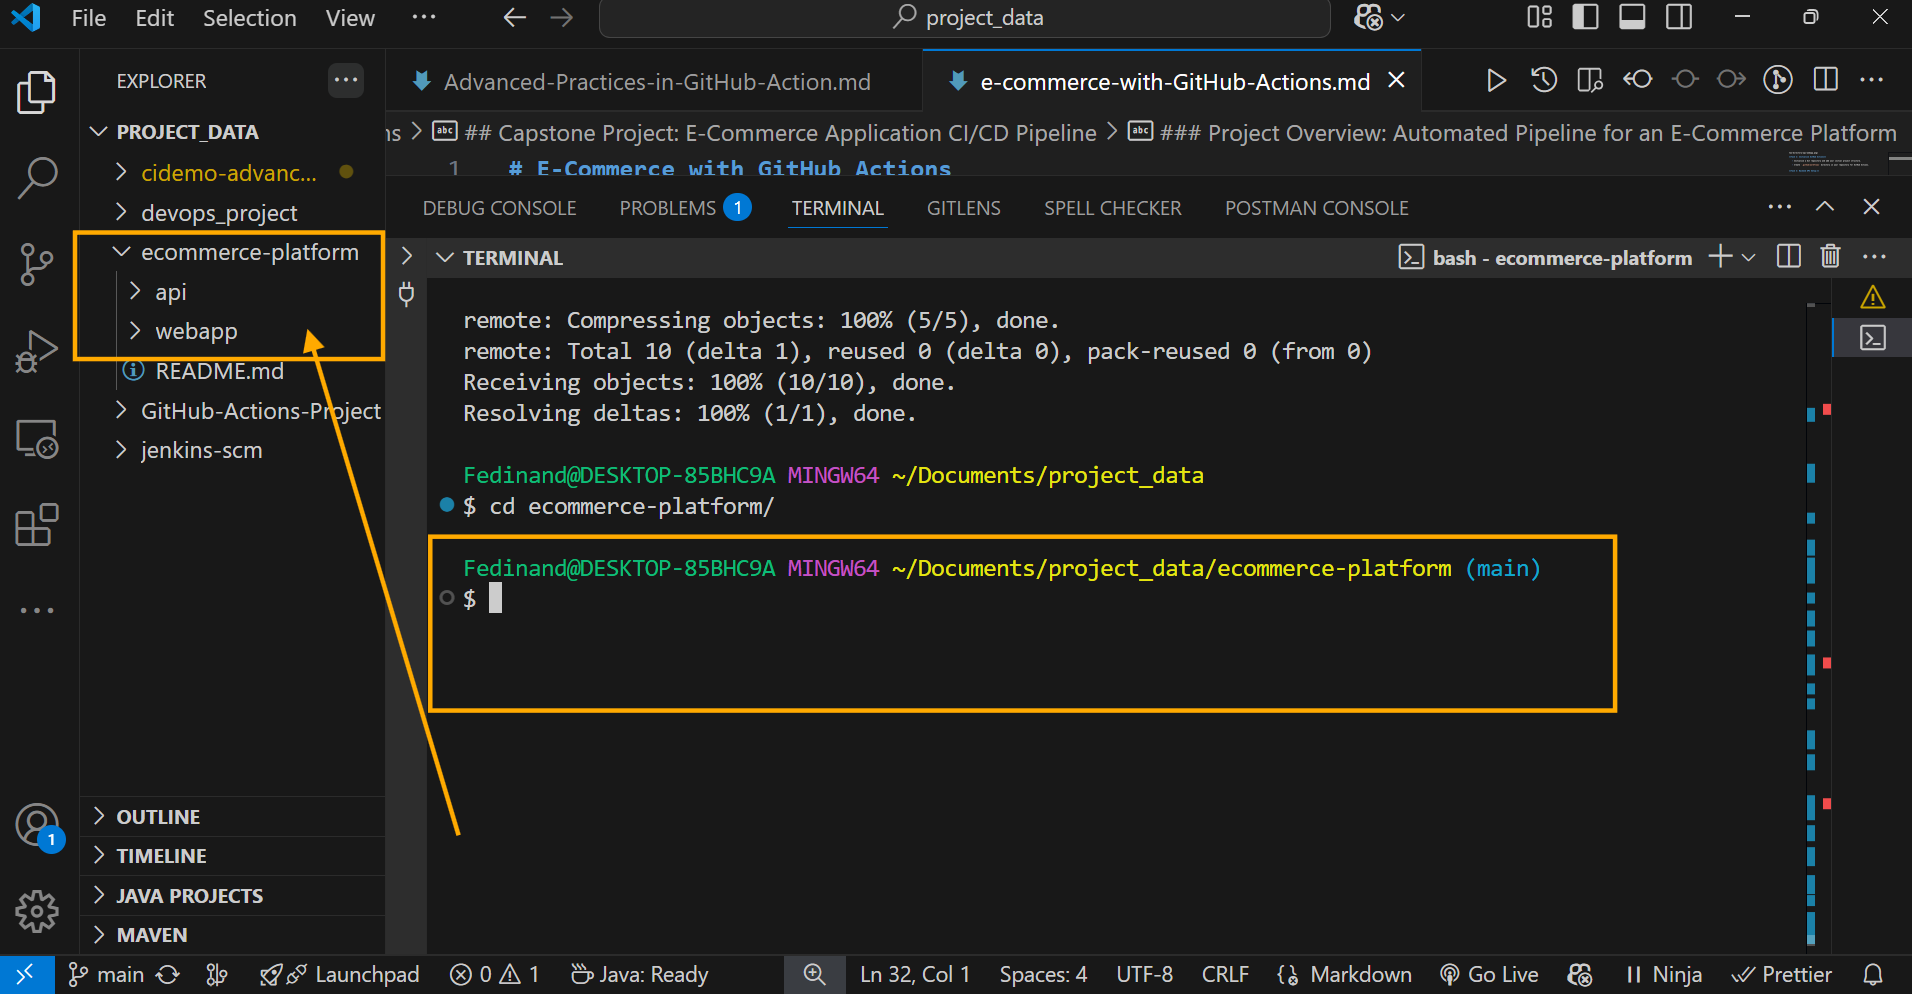 File Edit Selection View
project_data
EXPLORER
PROJECT_DATA
cidemo-advanc...
devops_project
ecommerce-platform
api
webapp
README.md
GitHub-Actions-Project
jenkins-scm
OUTLINE
TIMELINE
JAVA PROJECTS
MAVEN
Advanced-Practices-in-GitHub-Action.md
e-commerce-with-GitHub-Actions.md
ns > ## Capstone Project: E-Commerce Application CI/CD Pipeline > ### Project Overview: Automated Pipeline for an E-Commerce Platform
1 # E-Commerce with GitHub Actions
DEBUG CONSOLE PROBLEMS 1 TERMINAL GITLENS SPELL CHECKER POSTMAN CONSOLE
TERMINAL
bash - ecommerce-platform
remote: Compressing objects: 100% (5/5), done.
remote: Total 10 (delta 1), reused 0 (delta 0), pack-reused 0 (from 0)
Receiving objects: 100% (10/10), done.
Resolving deltas: 100% (1/1), done.
Fedinand@DESKTOP-85BHC9A MINGW64 ~/Documents/project_data
$ cd ecommerce-platform/
Fedinand@DESKTOP-85BHC9A MINGW64 ~/Documents/project_data/ecommerce-platform (main)
$
1
main Launchpad 0 1 Java: Ready Ln 32, Col 1 Spaces: 4 UTF-8 CRLF Markdown Go Live Ninja Prettier